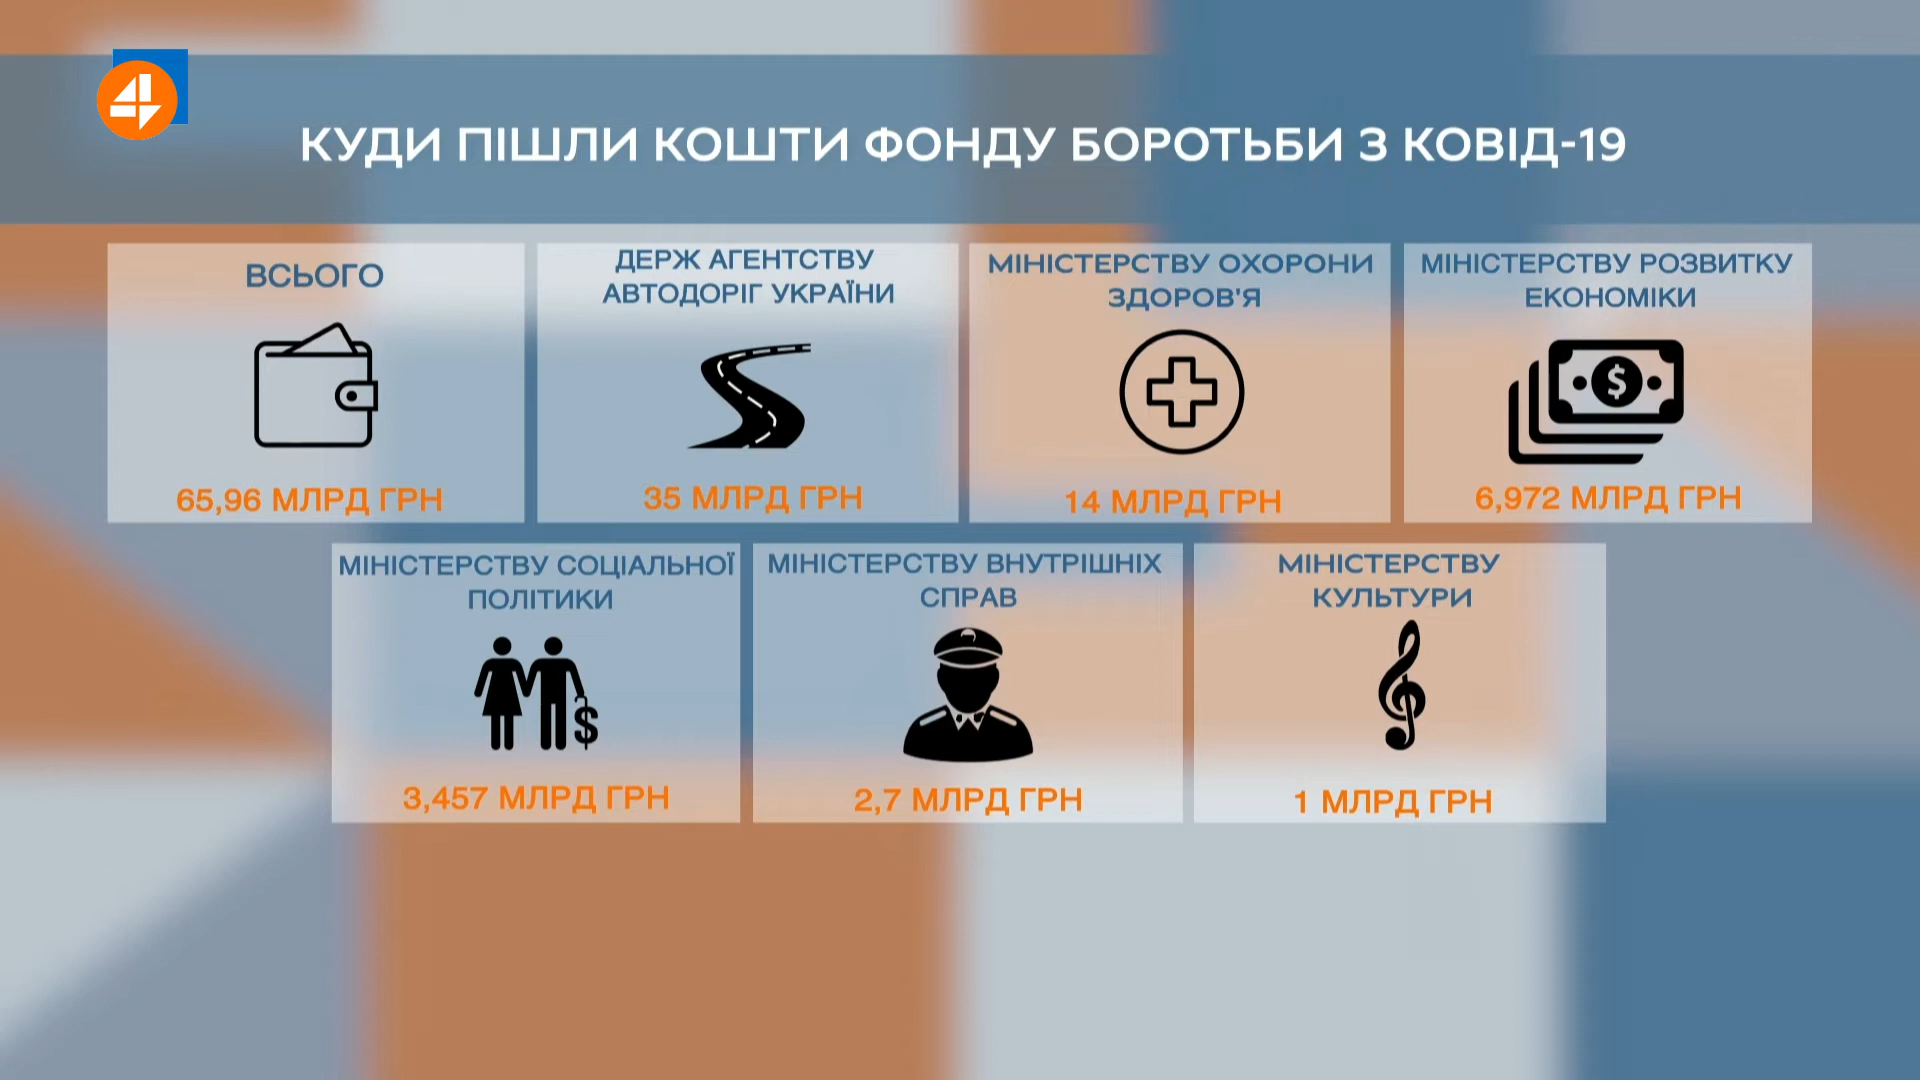 КУДИ ПІШЛИ КОШТИ ФОНДУ БОРОТЬБИ З КОВІД-19
ВСЬОГО
65,96 МЛРД ГРН
ДЕРЖ АГЕНТСТВУ
АВТОДОРІГ УКРАЇНИ
35 МЛРД ГРН
МІНІСТЕРСТВУ ОХОРОНИ
ЗДОРОВ'Я
14 МЛРД ГРН
МІНІСТЕРСТВУ РОЗВИТКУ
ЕКОНОМІКИ
$
6,972 МЛРД ГРН
МІНІСТЕРСТВУ СОЦІАЛЬНОЇ
ПОЛІТИКИ
$
3,457 МЛРД ГРН
МІНІСТЕРСТВУ ВНУТРІШНІХ
СПРАВ
2,7 МЛРД ГРН
МІНІСТЕРСТВУ
КУЛЬТУРИ
1 МЛРД ГРН